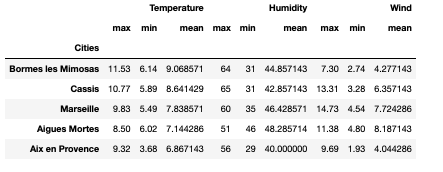 Temperature Humidity Wind
max min mean max min mean max min mean
Cities
Bormes les Mimosas 11.53 6.14 9.068571 64 31 44.857143 7.30 2.74 4.277143
Cassis 10.77 5.89 8.641429 65 31 42.857143 13.31 3.28 6.357143
Marseille 9.83 5.49 7.838571 60 35 46.428571 14.73 4.54 7.724286
Aigues Mortes 8.50 6.02 7.144286 51 46 48.285714 11.38 4.80 8.187143
Aix en Provence 9.32 3.68 6.867143 56 29 40.000000 9.69 1.93 4.044286